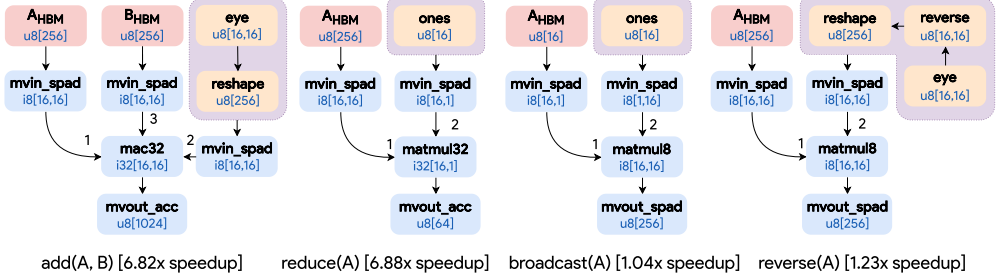 A_HBM
u8[256]
B_HBM
u8[256]
eye
u8[16,16]
mvin_spad
i8[16,16]
mvin_spad
i8[16,16]
reshape
u8[256]
1
3
2
mac32
i32[16,16]
mvin_spad
i8[16,16]
mvout_acc
u8[1024]
add(A, B) [6.82x speedup]
A_HBM
u8[256]
ones
u8[16]
mvin_spad
i8[16,16]
mvin_spad
i8[16,1]
1
2
matmul32
i32[16,1]
mvout_acc
u8[64]
reduce(A) [6.88x speedup]
A_HBM
u8[16]
ones
u8[16]
mvin_spad
i8[16,1]
mvin_spad
i8[1,16]
1
2
matmul8
i8[16,16]
mvout_spad
u8[256]
broadcast(A) [1.04x speedup]
A_HBM
u8[256]
reshape
u8[256]
reverse
u8[16,16]
eye
u8[16,16]
mvin_spad
i8[16,16]
mvin_spad
i8[16,16]
1
2
matmul8
i8[16,16]
mvout_spad
u8[256]
reverse(A) [1.23x speedup]